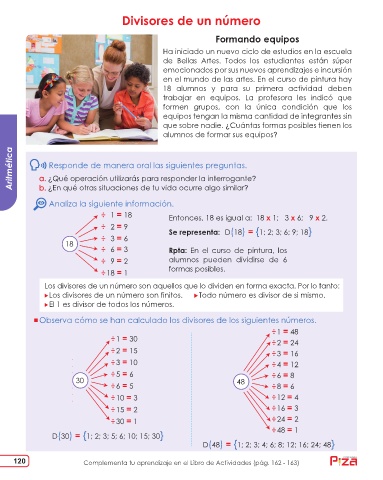 Divisores de un número
Formando equipos
Ha iniciado un nuevo ciclo de estudios en la escuela
de Bellas Artes. Todos los estudiantes están súper
emocionados por sus nuevos aprendizajes e incursión
en el mundo de las artes. En el curso de pintura hay
18 alumnos y para su primera actividad deben
trabajar en equipos. La profesora les indicó que
formen grupos, con la única condición que los
equipos tengan la misma cantidad de integrantes sin
que sobre nadie. ¿Cuántas formas posibles tienen los
alumnos de formar sus equipos?
Aritmética
Responde de manera oral las siguientes preguntas.
a. ¿Qué operación utilizarás para responder la interrogante?
b. ¿En qué otras situaciones de tu vida ocurre algo similar?
Analiza la siguiente información.
18
÷ 1 = 18
÷ 2 = 9
÷ 3 = 6
÷ 6 = 3
÷ 9 = 2
÷18 = 1
Entonces, 18 es igual a: 18 x 1; 3 x 6; 9 x 2.
Se representa: D{18} = {1; 2; 3; 6; 9; 18}
Rpta: En el curso de pintura, los
alumnos pueden dividirse de 6
formas posibles.
Los divisores de un número son aquellos que lo dividen en forma exacta. Por lo tanto:
Los divisores de un número son finitos. Todo número es divisor de si mismo.
El 1 es divisor de todos los números.
Observa cómo se han calculado los divisores de los siguientes números.
30
÷1 = 30
÷2 = 15
÷3 = 10
÷5 = 6
÷6 = 5
÷10 = 3
÷15 = 2
÷30 = 1
D{30} = {1; 2; 3; 5; 6; 10; 15; 30}
48
÷1 = 48
÷2 = 24
÷3 = 16
÷4 = 12
÷6 = 8
÷8 = 6
÷12 = 4
÷16 = 3
÷24 = 2
÷48 = 1
D{48} = {1; 2; 3; 4; 6; 8; 12; 16; 24; 48}
120
Complementa tu aprendizaje en el Libro de Actividades (pág. 162 - 163)